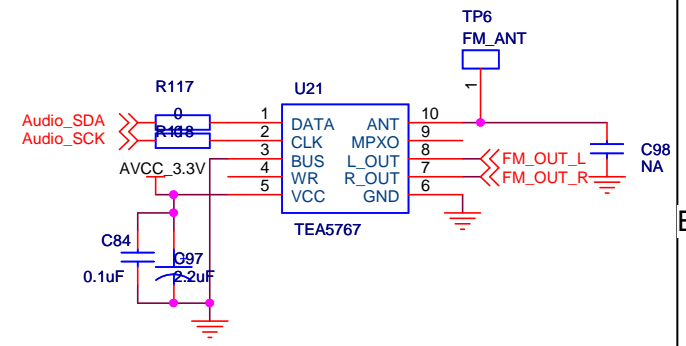 TP6
FM_ANT
1
R117
U21
0
Audio_SDA
1
DATA
ANT
10
R118
Audio_SCK
2
CLK
MPXO
9
3
BUS
L_OUT
8
FM_OUT_L
C98
AVCC_3.3V
4
WR
R_OUT
7
FM_OUT_R
NA
5
VCC
GND
6
TEA5767
C84
C97
0.1uF
2.2uF